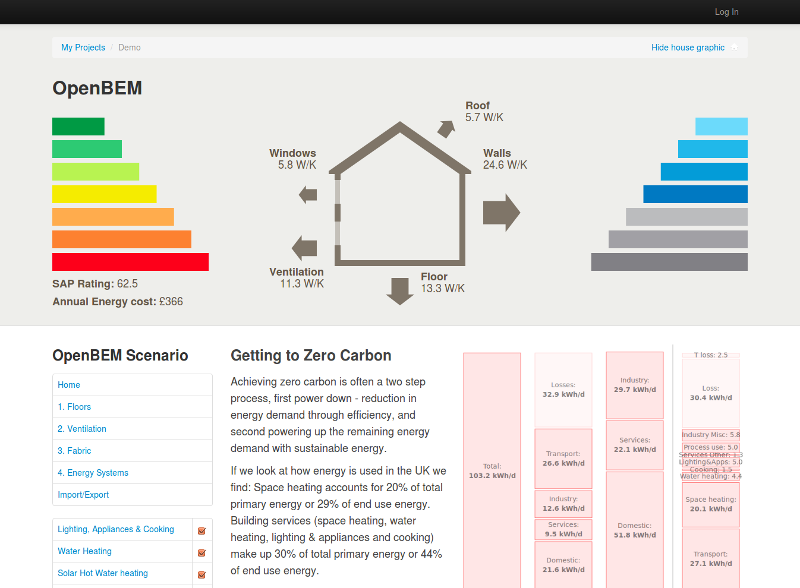 Log In
My Projects / Demo
Hide house graphic
OpenBEM
Roof
5.7 W/K
Windows
5.8 W/K
Walls
24.6 W/K
Ventilation
11.3 W/K
Floor
13.3 W/K
SAP Rating: 62.5
Annual Energy cost: £366
OpenBEM Scenario
Home
1. Floors
2. Ventilation
3. Fabric
4. Energy Systems
Import/Export
Lighting, Appliances & Cooking
Water Heating
Solar Hot Water heating
Getting to Zero Carbon
Achieving zero carbon is often a two step
process, first power down - reduction in
energy demand through efficiency, and
second powering up the remaining energy
demand with sustainable energy.
If we look at how energy is used in the UK we
find: Space heating accounts for 20% of total
primary energy or 29% of end use energy.
Building services (space heating, water
heating, lighting & appliances and cooking)
make up 30% of total primary energy or 44%
of end use energy.
Total:
103.2 kWh/d
Losses:
32.9 kWh/d
Transport:
26.6 kWh/d
Industry:
12.6 kWh/d
Services:
9.5 kWh/d
Domestic:
21.6 kWh/d
Industry:
29.7 kWh/d
Services:
22.1 kWh/d
Domestic:
51.8 kWh/d
T loss: 2.5
Loss:
30.4 kWh/d
Industry Misc: 5.8
Process use: 5.0
Services Other: 1.3
Lighting&Apps: 5.0
Cooking: 1.5
Water heating: 4.4
Space heating:
20.1 kWh/d
Transport:
27.1 kWh/d